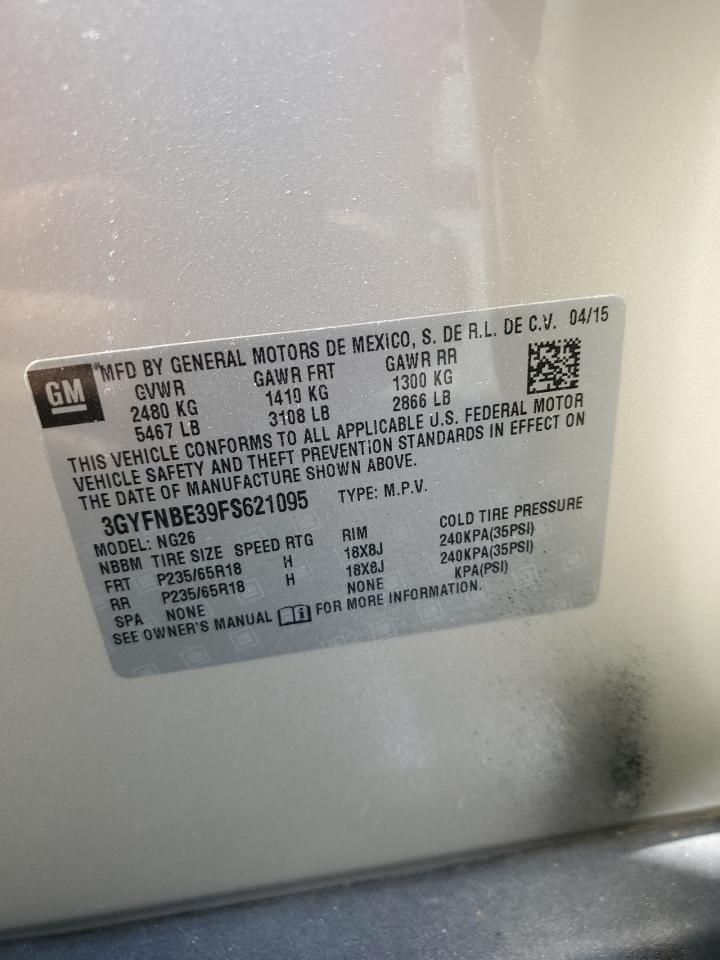 GM
®MFD BY GENERAL MOTORS DE MEXICO, S. DE R.L. DE C.V. 04/15
GVWR GAWR FRT GAWR RR
2480 KG 1410 KG 1300 KG
5467 LB 3108 LB 2866 LB
THIS VEHICLE CONFORMS TO ALL APPLICABLE U.S. FEDERAL MOTOR
VEHICLE SAFETY AND THEFT PREVENTION STANDARDS IN EFFECT ON
THE DATE OF MANUFACTURE SHOWN ABOVE.
3GYFNBE39FS621095 TYPE: M.P.V.
MODEL: NG26
NBBM TIRE SIZE SPEED RTG RIM COLD TIRE PRESSURE
FRT P235/65R18 H 18X8J 240KPA(35PSI)
RR P235/65R18 H 18X8J 240KPA(35PSI)
SPA NONE NONE KPA(PSI)
SEE OWNER'S MANUAL FOR MORE INFORMATION.